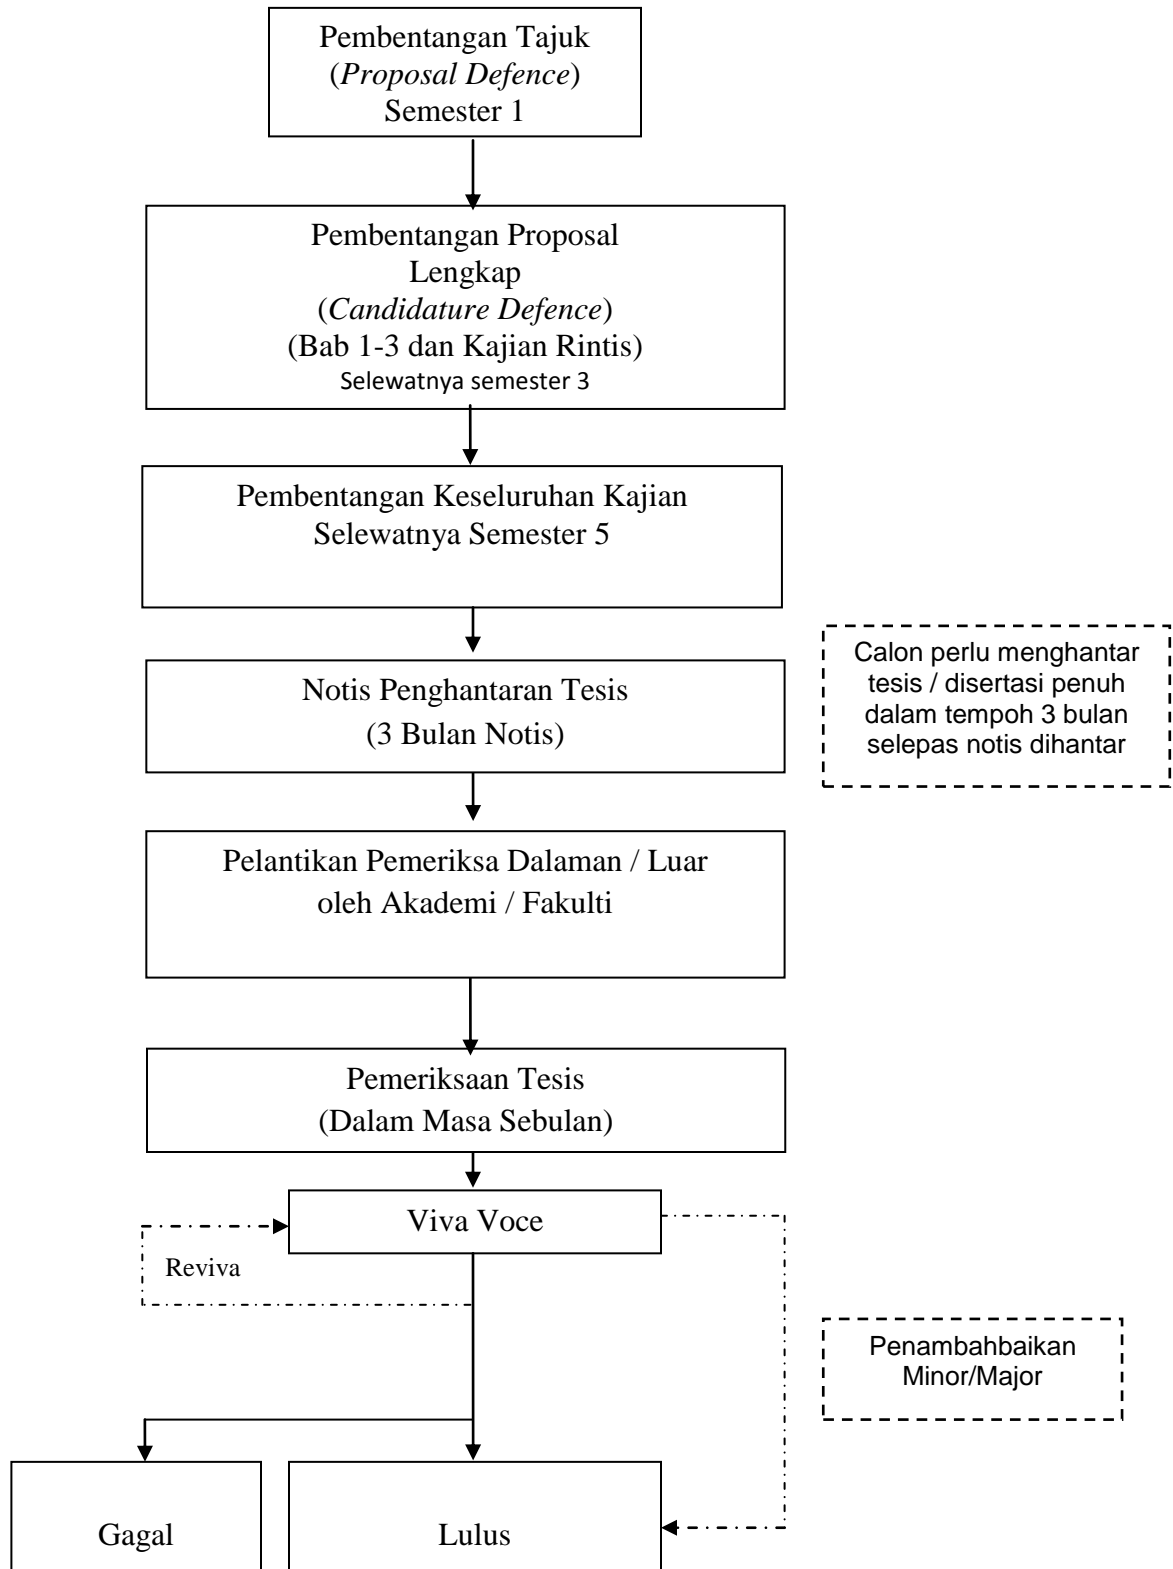 Pembentangan Tajuk
(Proposal Defence)
Semester 1
Pembentangan Proposal
Lengkap
(Candidature Defence)
(Bab 1-3 dan Kajian Rintis)
Selewatnya semester 3
Pembentangan Keseluruhan Kajian
Selewatnya Semester 5
Notis Penghantaran Tesis
(3 Bulan Notis)
Calon perlu menghantar
tesis / disertasi penuh
dalam tempoh 3 bulan
selepas notis dihantar
Pelantikan Pemeriksa Dalaman / Luar
oleh Akademi / Fakulti
Pemeriksaan Tesis
(Dalam Masa Sebulan)
Viva Voce
Reviva
Penambahbaikan
Minor/Major
Gagal
Lulus